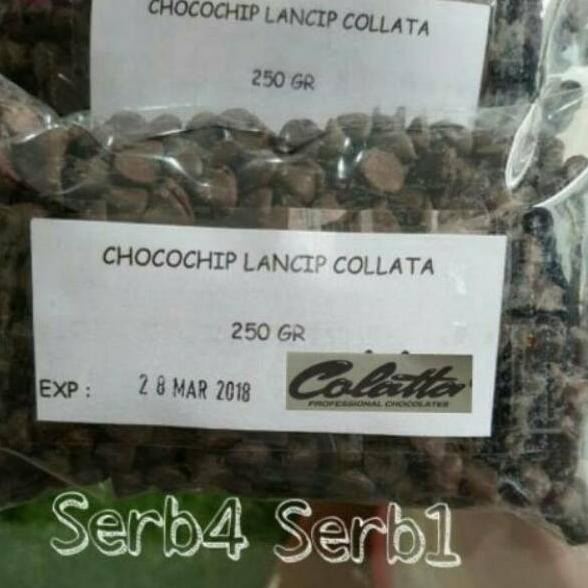 CHOCOCHIP LANCIP COLLATA
250 GR
CHOCOCHIP LANCIP COLLATA
250 GR
EXP : 28 MAR 2018
Colatta
PROFESSIONAL CHOCOLATES
Serb4 Serb1